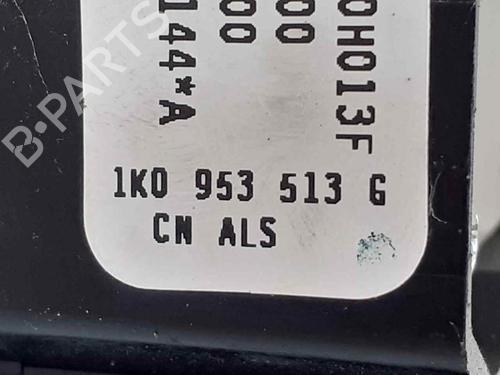 B-PARTS
144*A
00
00
0H013F
1K0 953 513 G
CN ALS